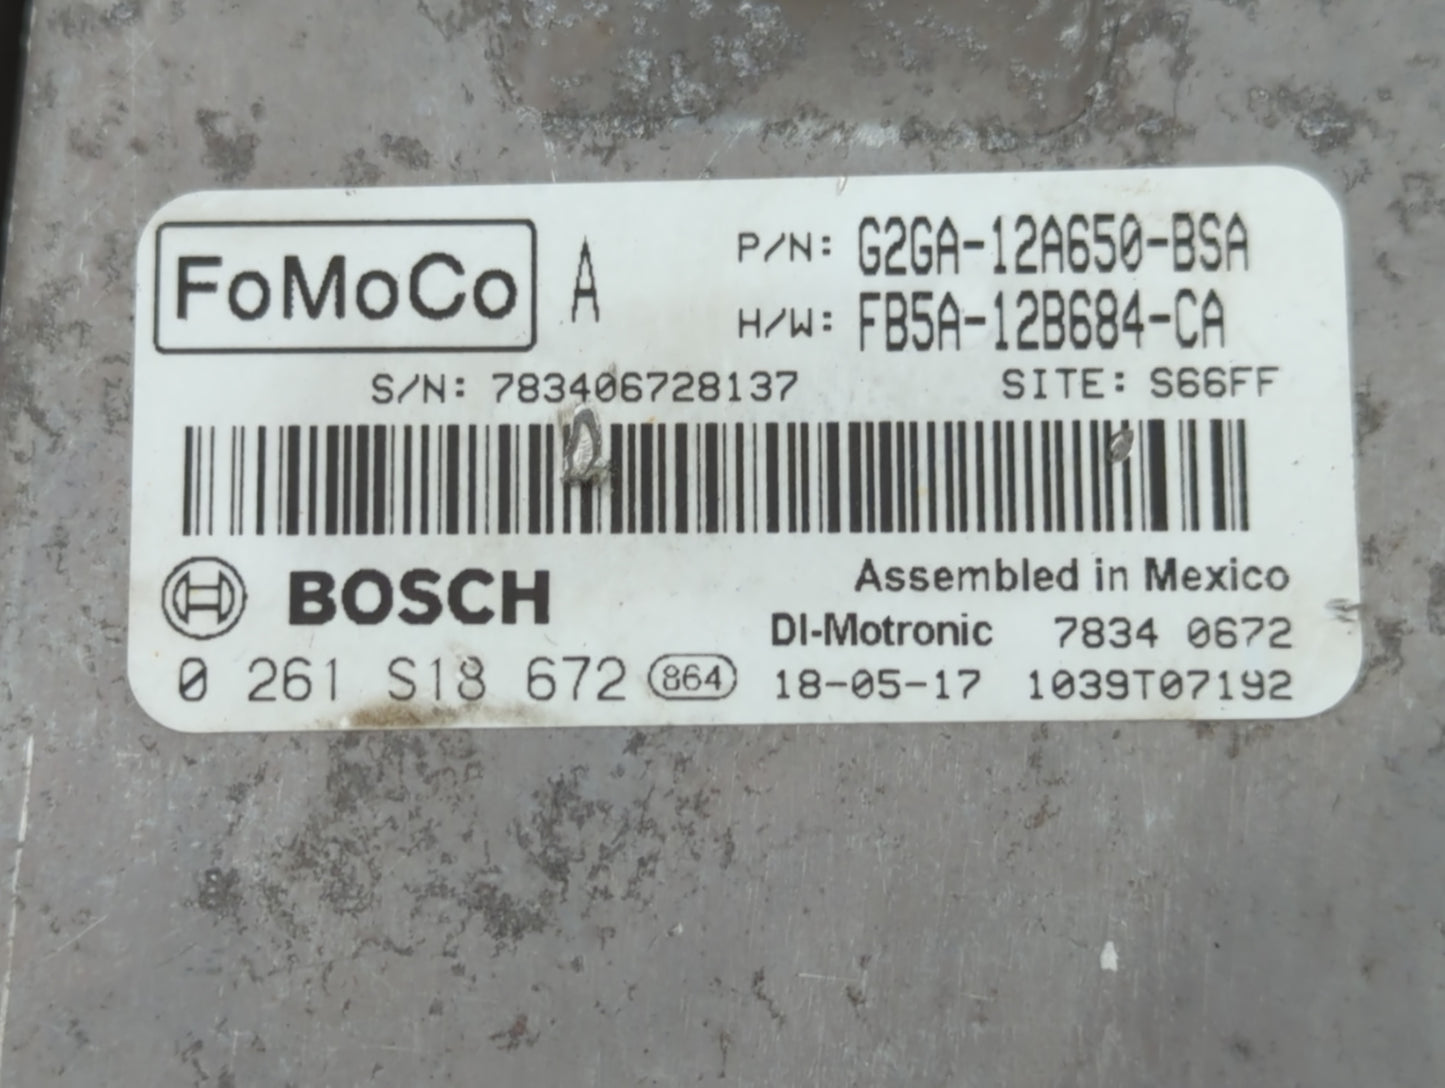 FoMoCo A P/N: G2GA-12A650-BSA
H/W: FB5A-12B684-CA
S/N: 783406728137 SITE: S66FF
BOSCH Assembled in Mexico
DI-Motronic 7834 0672
0 261 S18 672 864 18-05-17 1039T07192